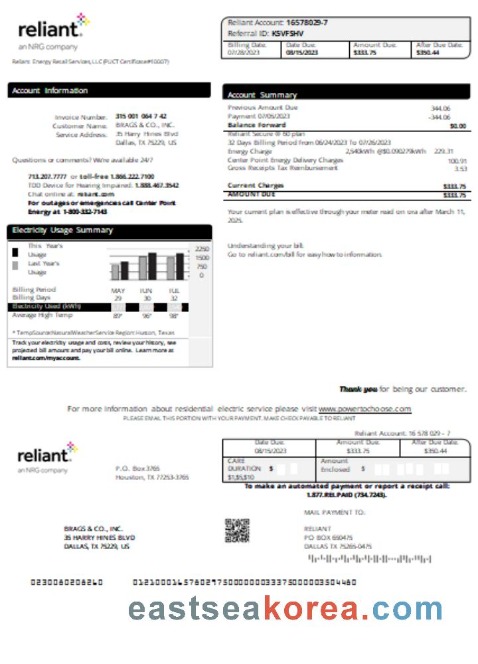 reliant
an NRG company
Reliant Energy Retail Services, LLC (PUCT Certificate#10007)
Reliant Account: 16578029-7
Referral ID: KSVF5HV
Billing Date: Date Due: Amount Due: After Due Date:
07/28/2023 08/15/2023 $333.75 $350.44
Account Information
Invoice Number: 315 001 064 7 42
Customer Name: BRAGS & CO., INC.
Service Address: 35 Harry Hines Blvd
Dallas, TX 75229, US
Questions or comments? We're available 24/7
713.207.7777 or toll-free 1.866.222.7100
TDD Device for Hearing Impaired: 1.888.467.3542
Chat online at: reliant.com
For outages or emergencies call Center Point
Energy at 1-800-332-7143
Account Summary
Previous Amount Due 344.06
Payment 07/05/2023 -344.06
Balance Forward $0.00
Reliant Secure @ 60 plan
32 Days Billing Period from 06/24/2023 To 07/26/2023
Energy Charge 2,540kWh @$0.090279kWh 229.31
Center Point Energy Delivery Charges 100.91
Gross Receipts Tax Reimbursement 3.53
Current Charges $333.75
AMOUNT DUE $333.75
Your current plan is effective through your meter read on ora after March 11,
2025.
Understanding your bill.
Go to reliant.com/bill for easy how to information.
Electricity Usage Summary
This Year's
Usage
Last Year's
Usage
2250
1500
750
0
Billing Period MAY JUN JUL
Billing Days 29 30 32
Electricity Used (kWh)
Average High Temp 89° 96° 98°
* Temp Source: Natural Weather Service Region: Huston, Texas
Track your electricity usage and costs, review your history, see
projected bill amount and pay your bill online. Learn more at
reliant.com/myaccount.
Thank you for being our customer.
For more information about residential electric service please visit www.powertochoose.com
PLEASE EMAIL THIS PORTION WITH YOUR PAYMENT. MAKE CHECK PAYABLE TO RELIANT
Reliant Account: 16 578 029 - 7
reliant
an NRG company
P.O. Box 3765
Houston, TX 77253-3765
Date Due: Amount Due: After Due Date:
08/15/2023 $333.75 $350.44
CARE
DURATION $
$1,$5,$10
Amount
Enclosed $
To make an automated payment or report a receipt call:
1.877.REL.PAID (734.7243).
MAIL PAYMENT TO:
BRAGS & CO., INC.
35 HARRY HINES BLVD
DALLAS, TX 75229, US
RELIANT
PO BOX 650475
DALLAS TX 75265-0475
eastseakorea.com